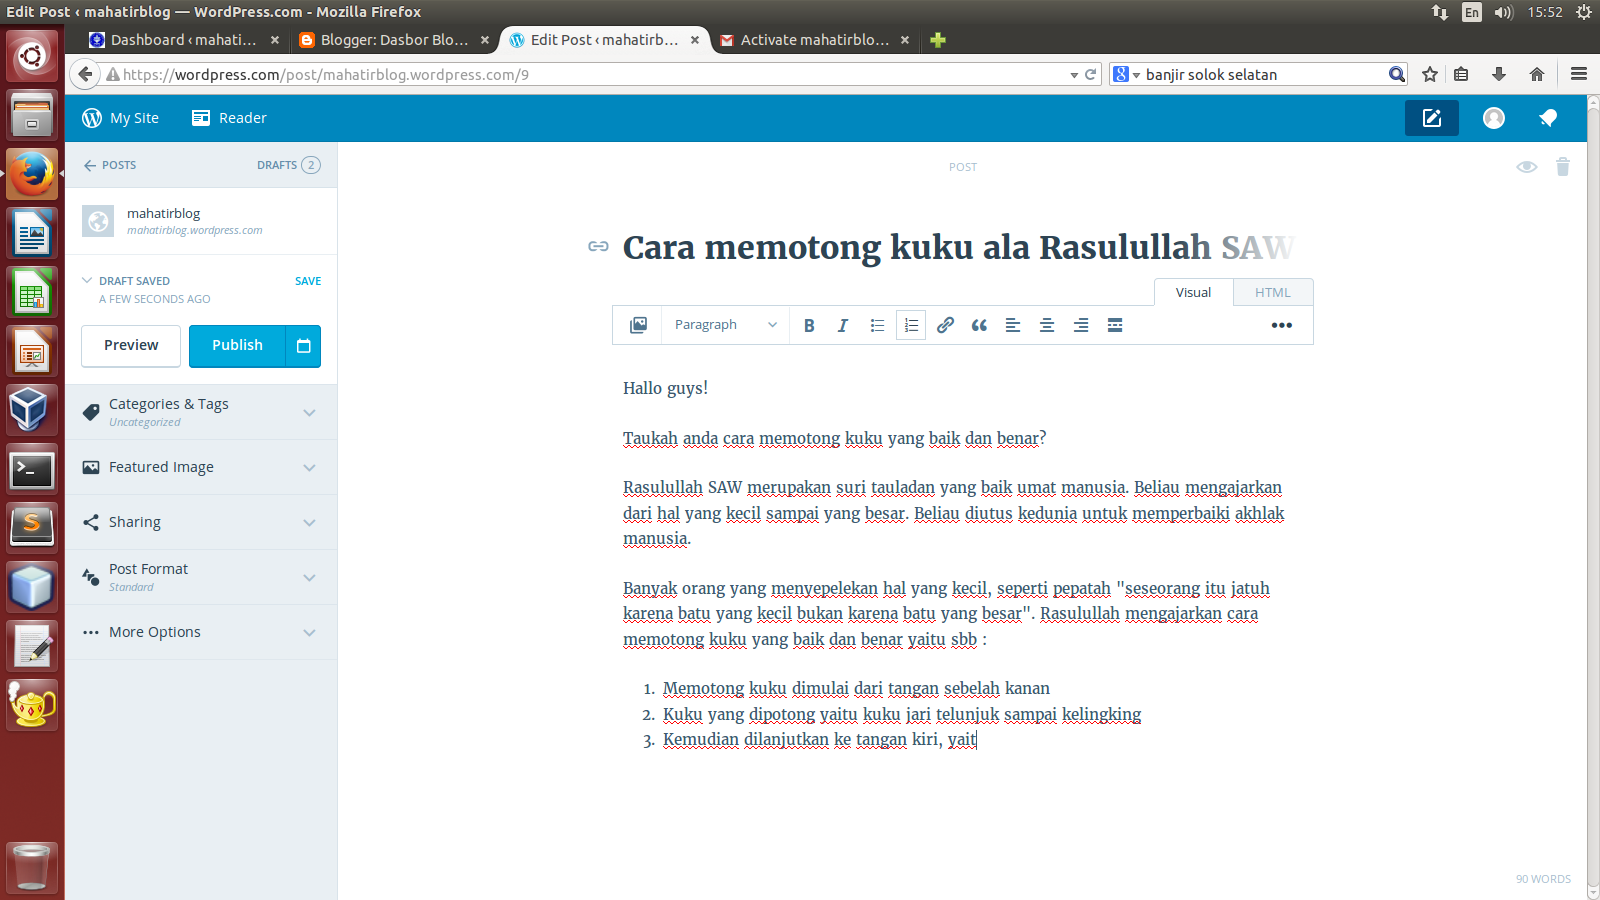 Edit Post ‹ mahatirblog — WordPress.com - Mozilla Firefox
En
15:52
Dashboard ‹ mahati...
Blogger: Dasbor Blo...
Edit Post ‹ mahatirb...
Activate mahatirblo...
https://wordpress.com/post/mahatirblog.wordpress.com/9
banjir solok selatan
My Site
Reader
POSTS
DRAFTS 2
POST
mahatirblog
mahatirblog.wordpress.com
DRAFT SAVED
SAVE
A FEW SECONDS AGO
Preview
Publish
Categories & Tags
Uncategorized
Featured Image
Sharing
Post Format
Standard
More Options
Cara memotong kuku ala Rasulullah SAW
Visual
HTML
Paragraph
B I
Hallo guys!
Taukah anda cara memotong kuku yang baik dan benar?
Rasulullah SAW merupakan suri tauladan yang baik umat manusia. Beliau mengajarkan
dari hal yang kecil sampai yang besar. Beliau diutus kedunia untuk memperbaiki akhlak
manusia.
Banyak orang yang menyepelekan hal yang kecil, seperti pepatah "seseorang itu jatuh
karena batu yang kecil bukan karena batu yang besar". Rasulullah mengajarkan cara
memotong kuku yang baik dan benar yaitu sbb :
1. Memotong kuku dimulai dari tangan sebelah kanan
2. Kuku yang dipotong yaitu kuku jari telunjuk sampai kelingking
3. Kemudian dilanjutkan ke tangan kiri, yait
90 WORDS